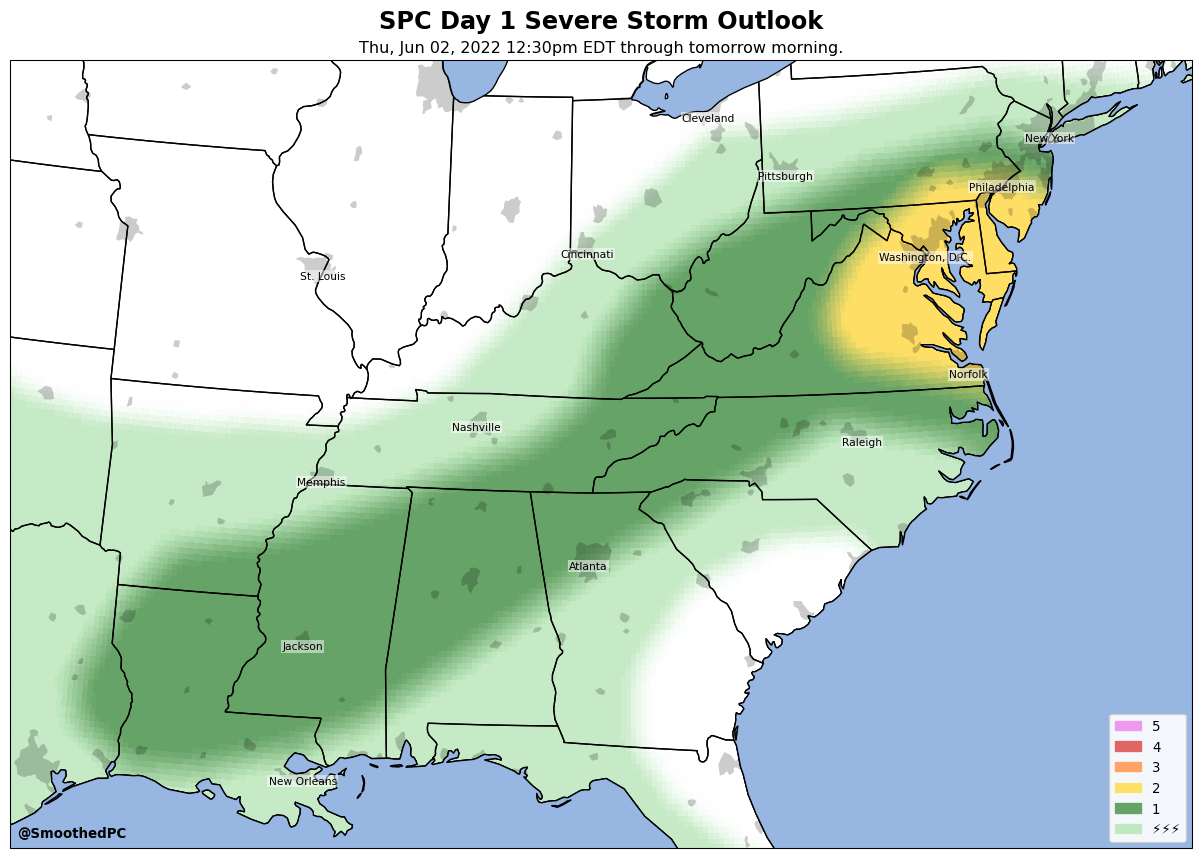 SPC Day 1 Severe Storm Outlook
Thu, Jun 02, 2022 12:30pm EDT through tomorrow morning.
Cleveland
New York
Pittsburgh
Philadelphia
Cincinnati
Washington, D.C.
St. Louis
Norfolk
Nashville
Raleigh
Memphis
Atlanta
Jackson
New Orleans
5
4
3
2
1
⚡⚡⚡
@SmoothedPC